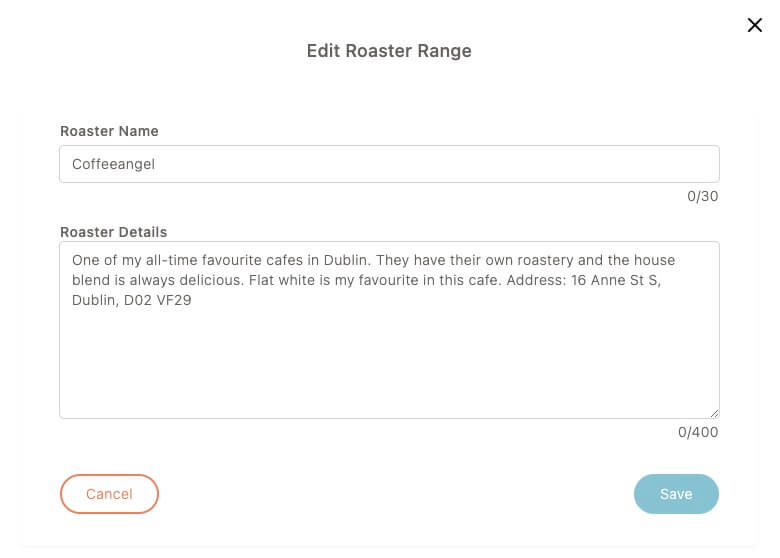 Edit Roaster Range
Roaster Name
Coffeeangel
0/30
Roaster Details
One of my all-time favourite cafes in Dublin. They have their own roastery and the house
blend is always delicious. Flat white is my favourite in this cafe. Address: 16 Anne St S,
Dublin, D02 VF29
0/400
Cancel
Save